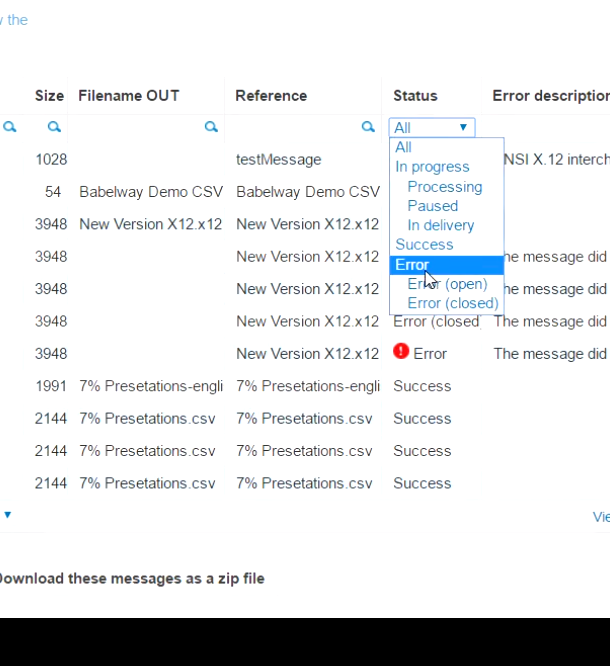 the
Size Filename OUT Reference Status Error description
All
All
1028 testMessage NSI X.12 interch
In progress
Processing
54 Babelway Demo CSV Babelway Demo CSV
Paused
3948 New Version X12.x12 New Version X12.x12
In delivery
Success
3948 New Version X12.x12 Error he message did
3948 New Version X12.x12 Error (open) he message did
Error (closed)
3948 New Version X12.x12 Error (closed The message did
3948 New Version X12.x12 Error The message did
1991 7% Presetations-engli 7% Presetations-engli Success
2144 7% Presetations.csv 7% Presetations.csv Success
2144 7% Presetations.csv 7% Presetations.csv Success
2144 7% Presetations.csv 7% Presetations.csv Success
Vie
Download these messages as a zip file